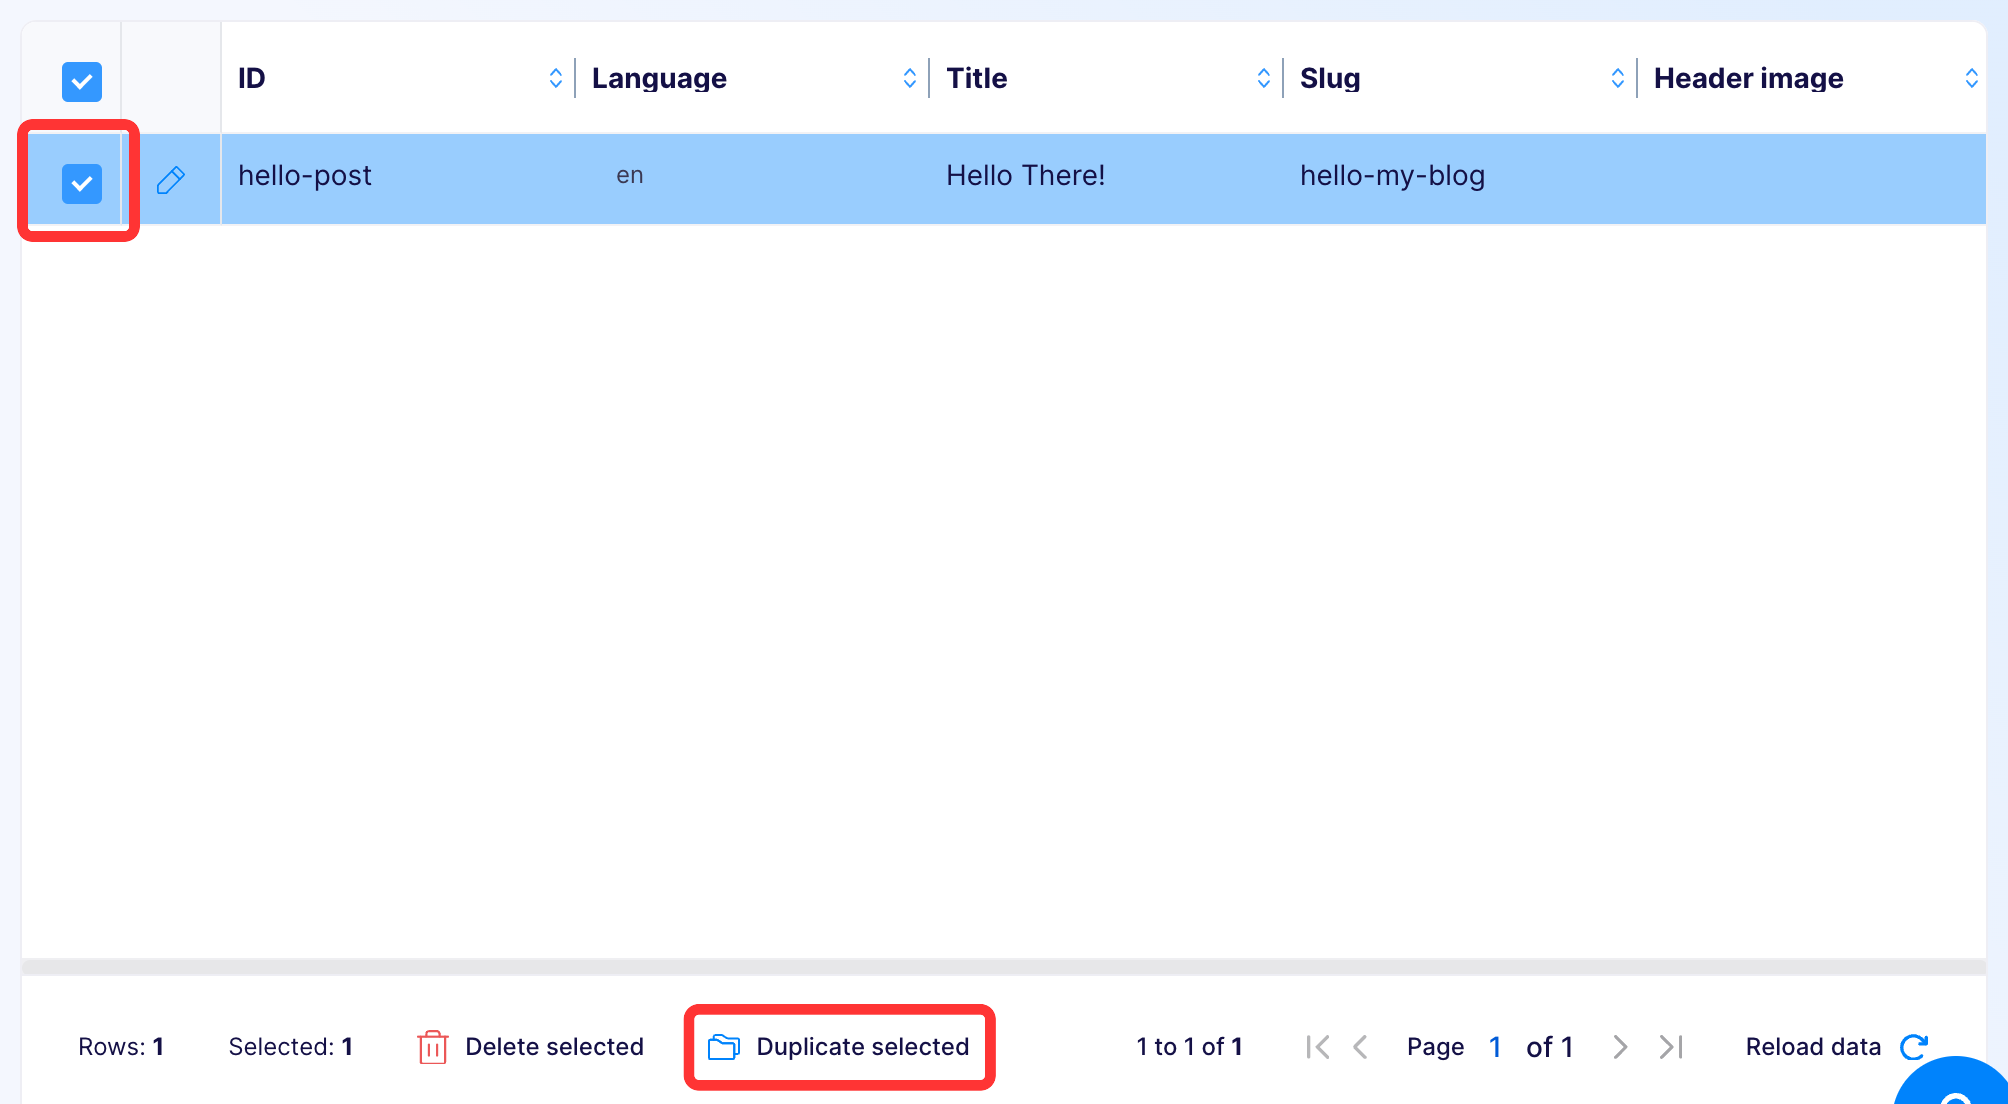 ID Language Title Slug Header image
hello-post en Hello There! hello-my-blog
Rows: 1 Selected: 1 Delete selected Duplicate selected 1 to 1 of 1 Page 1 of 1 Reload data